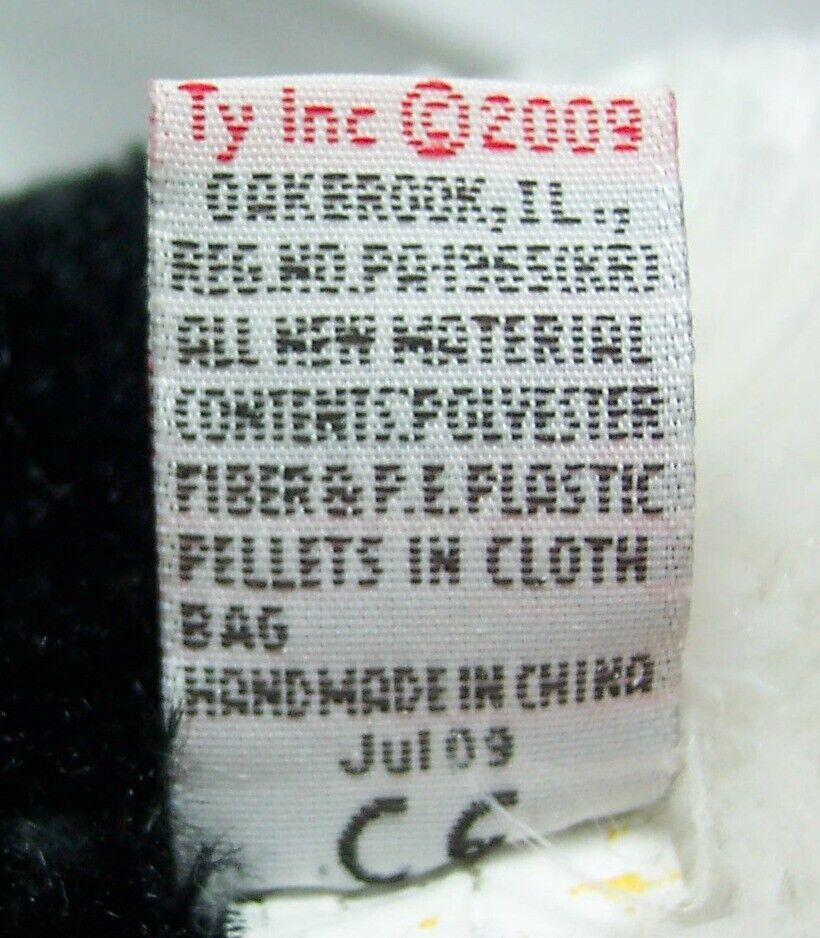 Ty Inc ©2009
OAKBROOK, IL.,
REG.NO.PA-1965(KR)
ALL NEW MATERIAL
CONTENTS:POLYESTER
FIBER & P.E. PLASTIC
PELLETS IN CLOTH
BAG
HANDMADE IN CHINA
Jul 09
CE